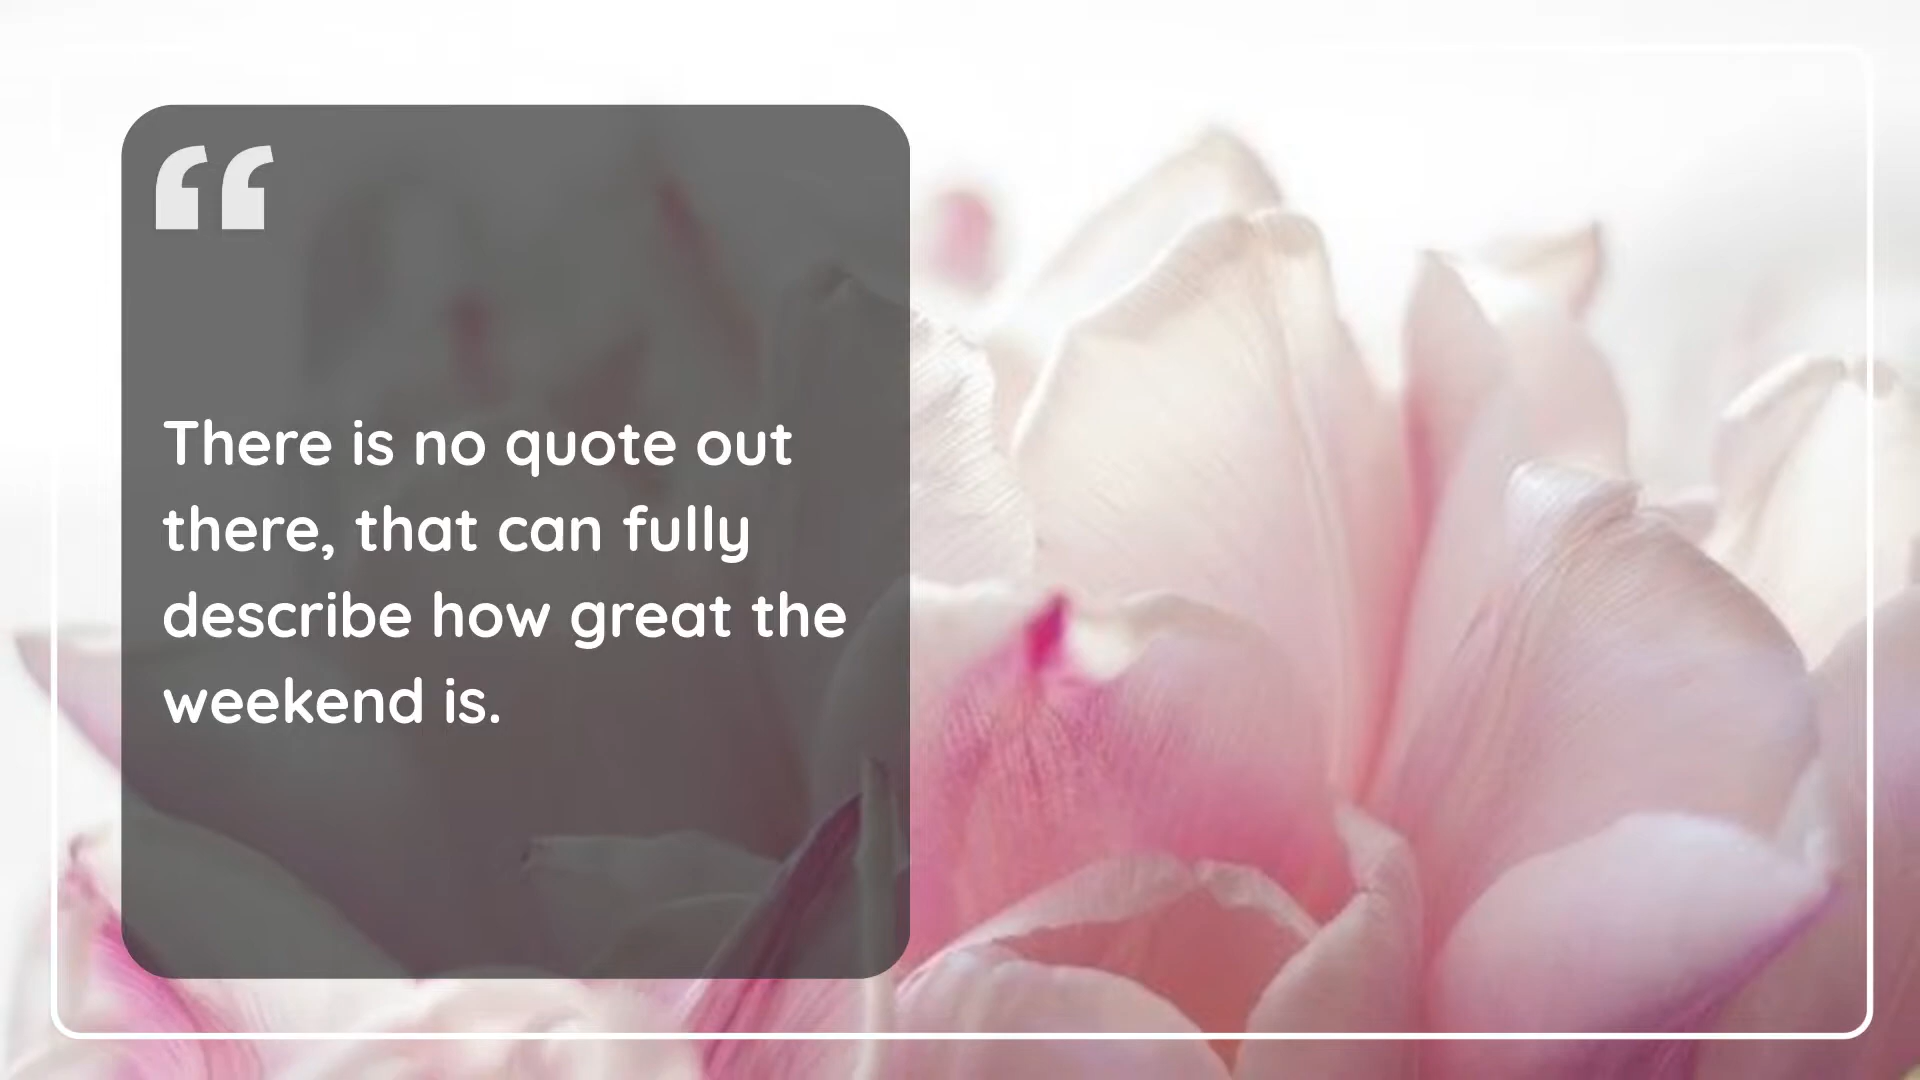 “
There is no quote out
there, that can fully
describe how great the
weekend is.